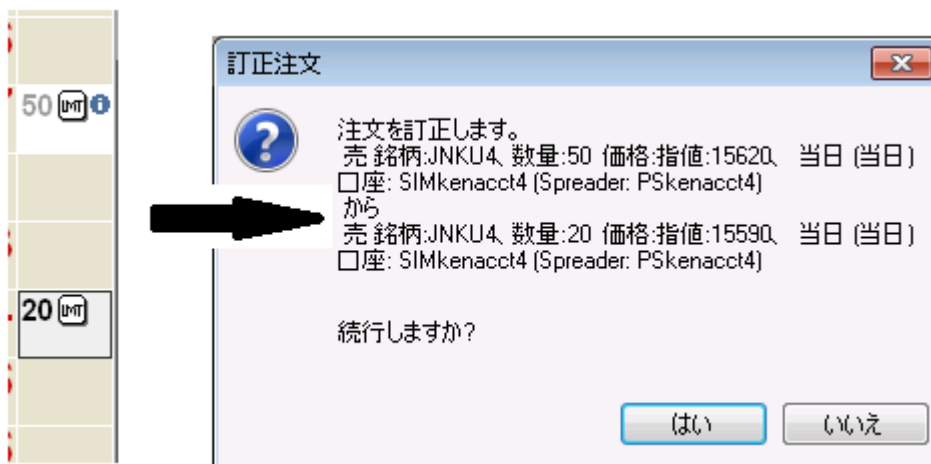 50 LMT
20 LMT
訂正注文
注文を訂正します。
売 銘柄:JNKU4、数量:50 価格:指値:15620、 当日 (当日)
口座: SIMkenacct4 (Spreader: PSkenacct4)
から
売 銘柄:JNKU4、数量:20 価格:指値:15590、 当日 (当日)
口座: SIMkenacct4 (Spreader: PSkenacct4)
続行しますか?
はい
いいえ